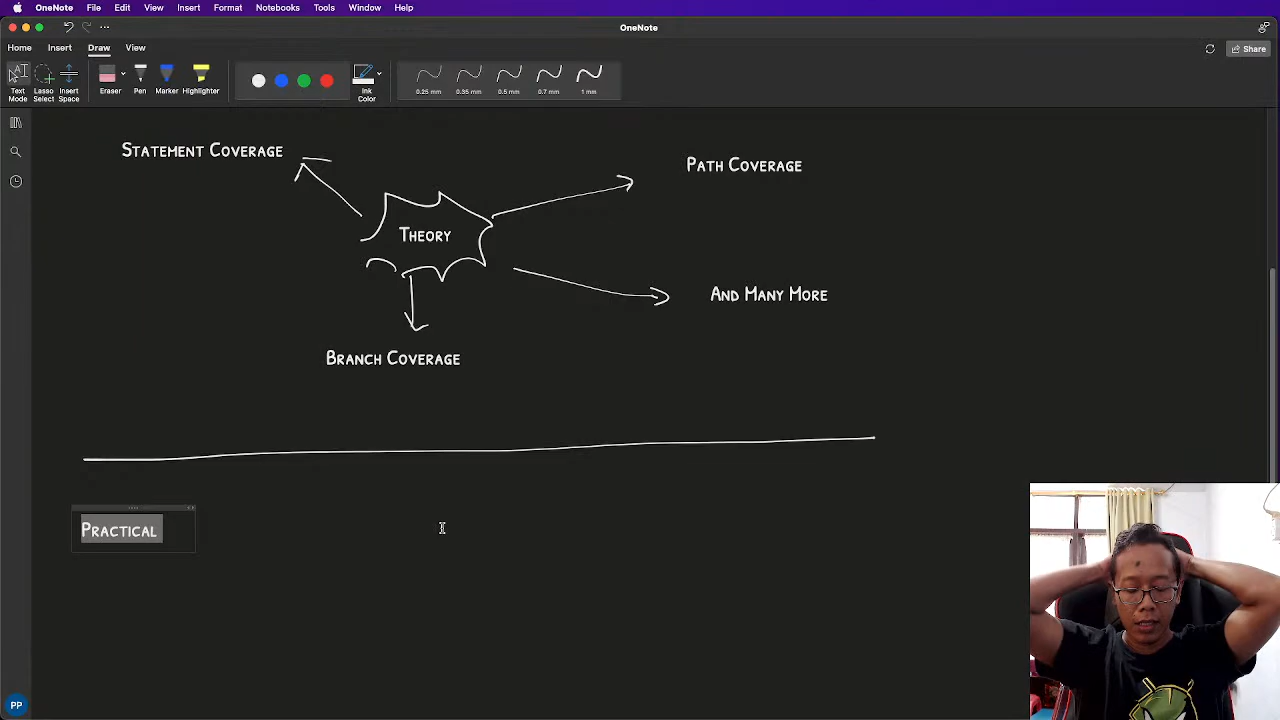 OneNote File Edit View Insert Format Notebooks Tools Window Help
OneNote
Home Insert Draw View
Share
Text Mode
Lasso Select
Insert Space
Eraser
Pen
Marker
Highlighter
Ink Color
0.25 mm
0.35 mm
0.5 mm
0.7 mm
1 mm
Statement Coverage
Path Coverage
Theory
And Many More
Branch Coverage
Practical
PP